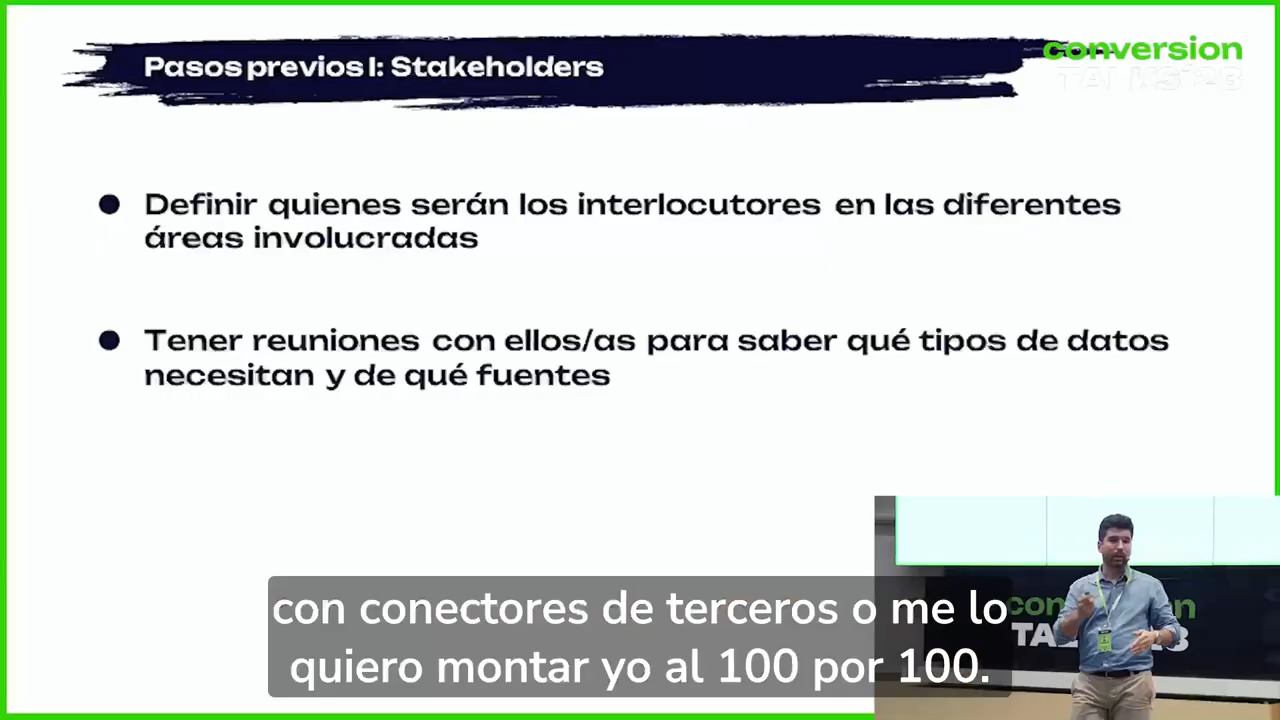 Pasos previos I: Stakeholders
conversion
TALKS'23
● Definir quienes serán los interlocutores en las diferentes
áreas involucradas
● Tener reuniones con ellos/as para saber qué tipos de datos
necesitan y de qué fuentes
con conectores de terceros o me lo
quiero montar yo al 100 por 100.